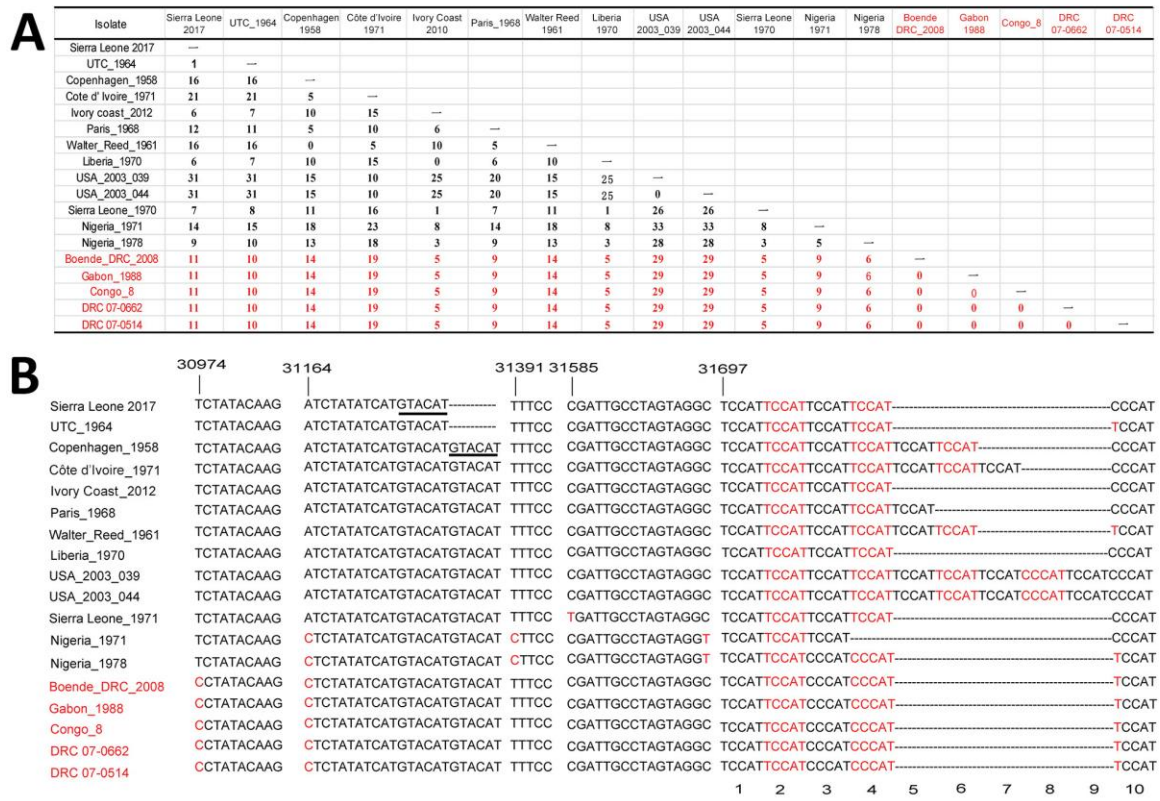 A
Isolate Sierra Leone 2017 UTC_1964 Copenhagen 1958 Côte d'Ivoire 1971 Ivory Coast 2010 Paris_1968 Walter Reed 1961 Liberia 1970 USA 2003_039 USA 2003_044 Sierra Leone 1970 Nigeria 1971 Nigeria 1978 Boende DRC_2008 Gabon 1988 Congo_8 DRC 07-0662 DRC 07-0514
Sierra Leone 2017 —
UTC_1964 1 —
Copenhagen_1958 16 16 —
Cote d' Ivoire_1971 21 21 5 —
Ivory coast_2012 6 7 10 15 —
Paris_1968 12 11 5 10 6 —
Walter_Reed_1961 16 16 0 5 10 5 —
Liberia_1970 6 7 10 15 0 6 10 —
USA_2003_039 31 31 15 10 25 20 15 25 —
USA_2003_044 31 31 15 10 25 20 15 25 0 —
Sierra Leone_1970 7 8 11 16 1 7 11 1 26 26 —
Nigeria_1971 14 15 18 23 8 14 18 8 33 33 8 —
Nigeria_1978 9 10 13 18 3 9 13 3 28 28 3 5 —
Boende_DRC_2008 11 10 14 19 5 9 14 5 29 29 5 9 6 —
Gabon_1988 11 10 14 19 5 9 14 5 29 29 5 9 6 0 —
Congo_8 11 10 14 19 5 9 14 5 29 29 5 9 6 0 0 —
DRC 07-0662 11 10 14 19 5 9 14 5 29 29 5 9 6 0 0 0 —
DRC 07-0514 11 10 14 19 5 9 14 5 29 29 5 9 6 0 0 0 0 —
B
30974 31164 31391 31585 31697
Sierra Leone 2017 TCTATACAAG ATCTATATCATGTACAT----------- TTTCC CGATTGCCTAGTAGGC TCCATTCCATTCCATTCCAT------------------------------CCCAT
UTC_1964 TCTATACAAG ATCTATATCATGTACAT----------- TTTCC CGATTGCCTAGTAGGC TCCATTCCATTCCATTCCAT------------------------------TCCAT
Copenhagen_1958 TCTATACAAG ATCTATATCATGTACATGTACAT TTTCC CGATTGCCTAGTAGGC TCCATTCCATTCCATTCCATTCCATTCCAT--------------------CCCAT
Côte d'Ivoire_1971 TCTATACAAG ATCTATATCATGTACATGTACAT TTTCC CGATTGCCTAGTAGGC TCCATTCCATTCCATTCCATTCCATTCCATTCCAT---------------CCCAT
Ivory Coast_2012 TCTATACAAG ATCTATATCATGTACATGTACAT TTTCC CGATTGCCTAGTAGGC TCCATTCCATTCCATTCCAT------------------------------CCCAT
Paris_1968 TCTATACAAG ATCTATATCATGTACATGTACAT TTTCC CGATTGCCTAGTAGGC TCCATTCCATTCCATTCCATTCCAT-------------------------CCCAT
Walter_Reed_1961 TCTATACAAG ATCTATATCATGTACATGTACAT TTTCC CGATTGCCTAGTAGGC TCCATTCCATTCCATTCCATTCCATTCCAT--------------------TCCAT
Liberia_1970 TCTATACAAG ATCTATATCATGTACATGTACAT TTTCC CGATTGCCTAGTAGGC TCCATTCCATTCCATTCCAT------------------------------CCCAT
USA_2003_039 TCTATACAAG ATCTATATCATGTACATGTACAT TTTCC CGATTGCCTAGTAGGC TCCATTCCATTCCATTCCATTCCATTCCATTCCATCCCATTCCATCCCAT
USA_2003_044 TCTATACAAG ATCTATATCATGTACATGTACAT TTTCC CGATTGCCTAGTAGGC TCCATTCCATTCCATTCCATTCCATTCCATTCCATCCCATTCCATCCCAT
Sierra Leone_1971 TCTATACAAG ATCTATATCATGTACATGTACAT TTTCC TGATTGCCTAGTAGGC TCCATTCCATTCCATTCCAT------------------------------CCCAT
Nigeria_1971 TCTATACAAG CTCTATATCATGTACATGTACAT CTTCC CGATTGCCTAGTAGGT TCCATTCCATTCCAT-----------------------------------CCCAT
Nigeria_1978 TCTATACAAG CTCTATATCATGTACATGTACAT CTTCC CGATTGCCTAGTAGGT TCCATTCCATCCCATCCCAT------------------------------TCCAT
Boende_DRC_2008 CCTATACAAG CTCTATATCATGTACATGTACAT TTTCC CGATTGCCTAGTAGGC TCCATTCCATCCCATCCCAT------------------------------TCCAT
Gabon_1988 CCTATACAAG CTCTATATCATGTACATGTACAT TTTCC CGATTGCCTAGTAGGC TCCATTCCATCCCATCCCAT------------------------------TCCAT
Congo_8 CCTATACAAG CTCTATATCATGTACATGTACAT TTTCC CGATTGCCTAGTAGGC TCCATTCCATCCCATCCCAT------------------------------TCCAT
DRC 07-0662 CCTATACAAG CTCTATATCATGTACATGTACAT TTTCC CGATTGCCTAGTAGGC TCCATTCCATCCCATCCCAT------------------------------TCCAT
DRC 07-0514 CCTATACAAG CTCTATATCATGTACATGTACAT TTTCC CGATTGCCTAGTAGGC TCCATTCCATCCCATCCCAT------------------------------TCCAT
1 2 3 4 5 6 7 8 9 10